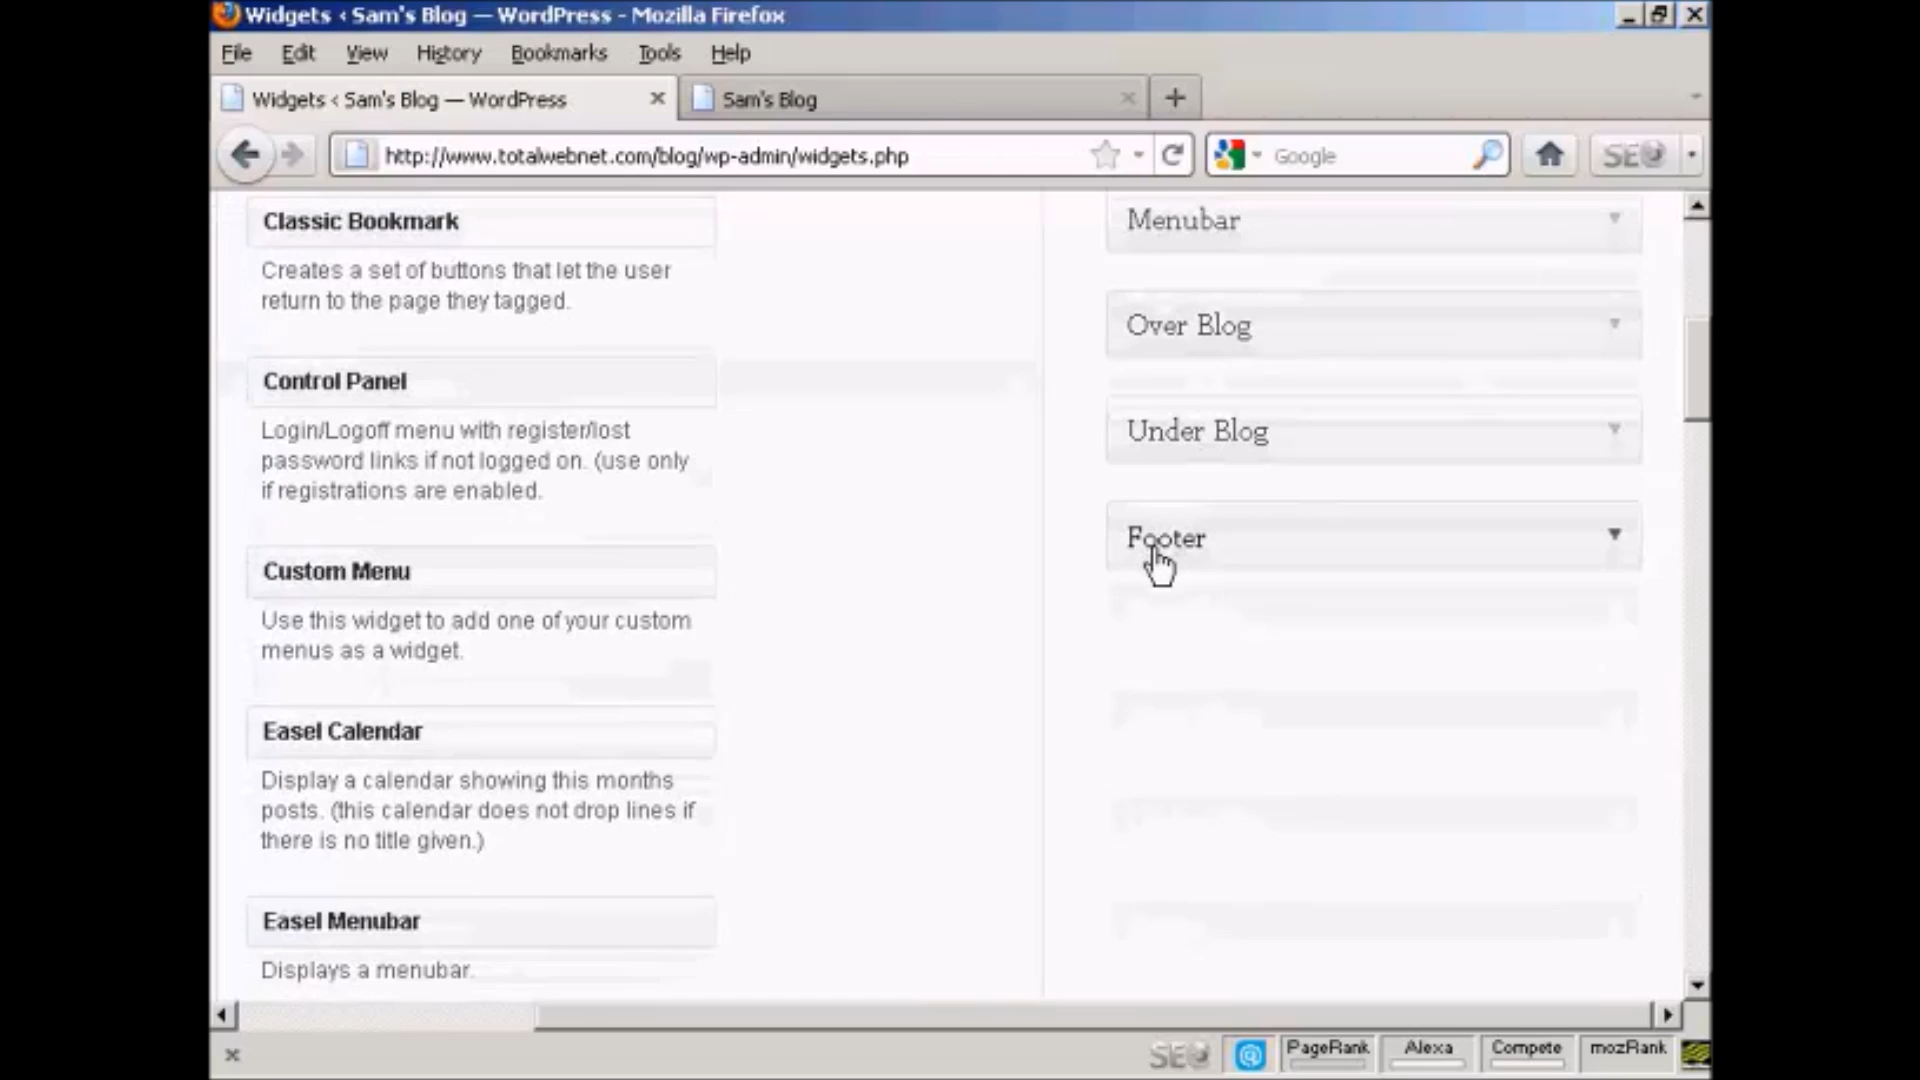 Widgets ‹ Sam's Blog — WordPress - Mozilla Firefox
File Edit View History Bookmarks Tools Help
Widgets ‹ Sam's Blog — WordPress
Sam's Blog
http://www.totalwebnet.com/blog/wp-admin/widgets.php
Google
SEO
Classic Bookmark
Creates a set of buttons that let the user
return to the page they tagged.
Control Panel
Login/Logoff menu with register/lost
password links if not logged on. (use only
if registrations are enabled.
Custom Menu
Use this widget to add one of your custom
menus as a widget.
Easel Calendar
Display a calendar showing this months
posts. (this calendar does not drop lines if
there is no title given.)
Easel Menubar
Displays a menubar.
Menubar
Over Blog
Under Blog
Footer
SEO
PageRank
Alexa
Compete
mozRank